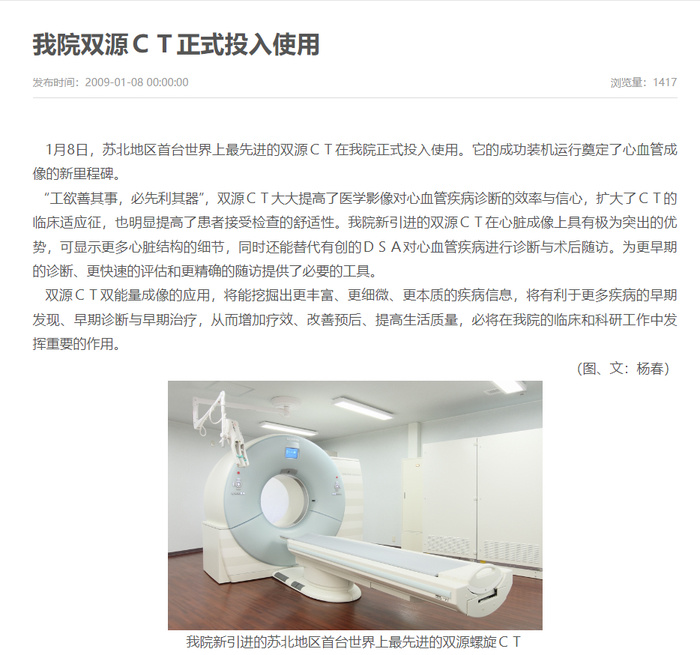 我院双源ＣＴ正式投入使用
发布时间：2009-01-08 00:00:00
浏览量：1417
1月8日，苏北地区首台世界上最先进的双源ＣＴ在我院正式投入使用。它的成功装机运行奠定了心血管成
像的新里程碑。
“工欲善其事，必先利其器”，双源ＣＴ大大提高了医学影像对心血管疾病诊断的效率与信心，扩大了ＣＴ的
临床适应征，也明显提高了患者接受检查的舒适性。我院新引进的双源ＣＴ在心脏成像上具有极为突出的优
势，可显示更多心脏结构的细节，同时还能替代有创的ＤＳＡ对心血管疾病进行诊断与术后随访。为更早期
的诊断、更快速的评估和更精确的随访提供了必要的工具。
双源ＣＴ双能量成像的应用，将能挖掘出更丰富、更细微、更本质的疾病信息，将有利于更多疾病的早期
发现、早期诊断与早期治疗，从而增加疗效、改善预后、提高生活质量，必将在我院的临床和科研工作中发
挥重要的作用。
（图、文：杨春）
我院新引进的苏北地区首台世界上最先进的双源螺旋ＣＴ